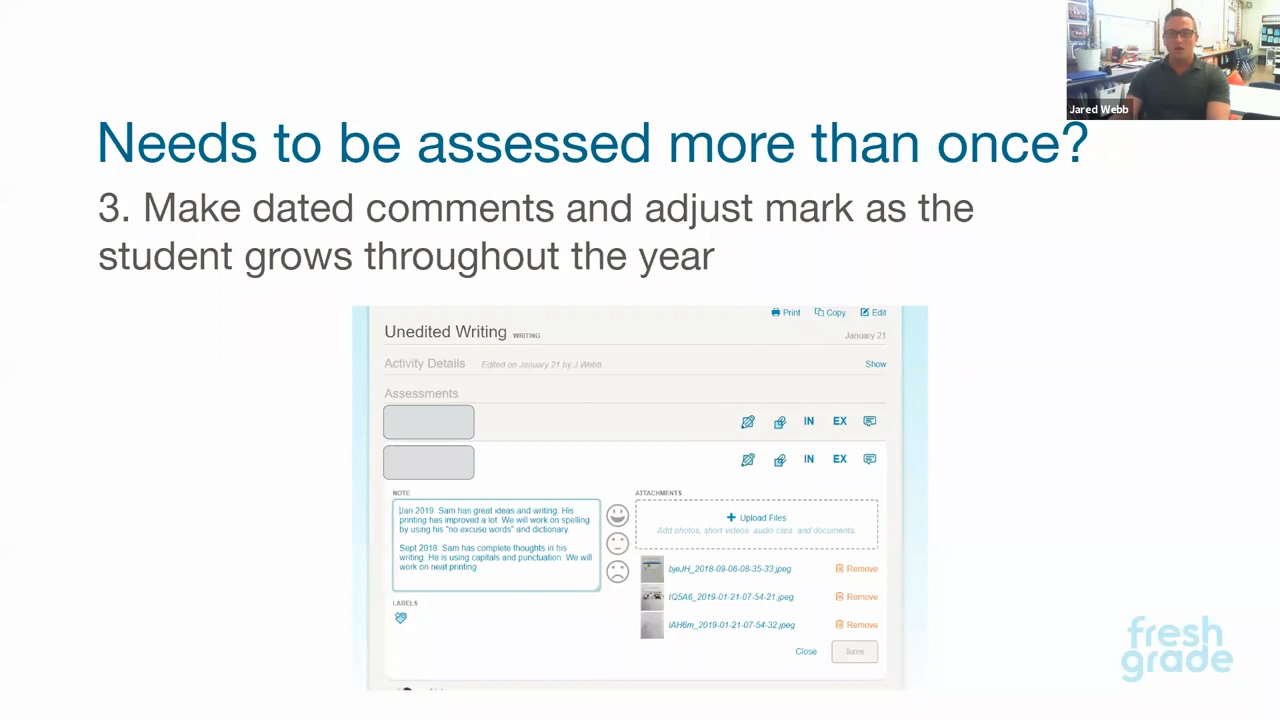 Jared Webb
Needs to be assessed more than once?
3. Make dated comments and adjust mark as the
student grows throughout the year
Print Copy Edit
Unedited Writing WRITING January 21
Activity Details Edited on January 21 by J Webb Show
Assessments
IN EX
IN EX
NOTE
Jan 2019: Sam has great ideas and writing. His
printing has improved a lot. We will work on spelling
by using his "no excuse words" and dictionary.
Sept 2018: Sam has complete thoughts in his
writing. He is using capitals and punctuation. We will
work on neat printing
LABELS
ATTACHMENTS
+ Upload Files
Add photos, short videos, audio clips, and documents.
bjeJH_2018-09-06-08-35-33.jpeg Remove
tQ5A6_2019-01-21-07-54-21.jpeg Remove
lAH6m_2019-01-21-07-54-32.jpeg Remove
Close
fresh
grade